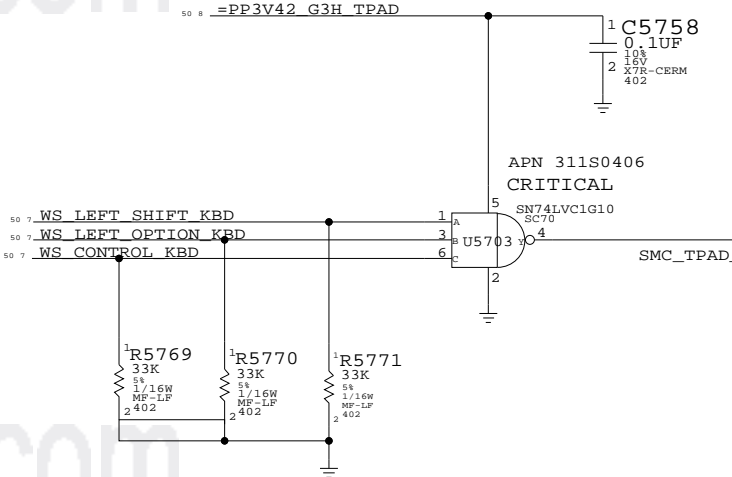 50 8 =PP3V42_G3H_TPAD
1 C5758
0.1UF
10%
16V
2 X7R-CERM
402
APN 311S0406
CRITICAL
5 SN74LVC1G10
SC70
50 7 WS_LEFT_SHIFT_KBD 1 A
50 7 WS_LEFT_OPTION_KBD 3 B U5703 Y 4
50 7 WS_CONTROL_KBD 6 C
SMC_TPAD_
2
1 R5769
33K
5%
1/16W
MF-LF
2 402
1 R5770
33K
5%
1/16W
MF-LF
2 402
1 R5771
33K
5%
1/16W
MF-LF
2 402
com
com